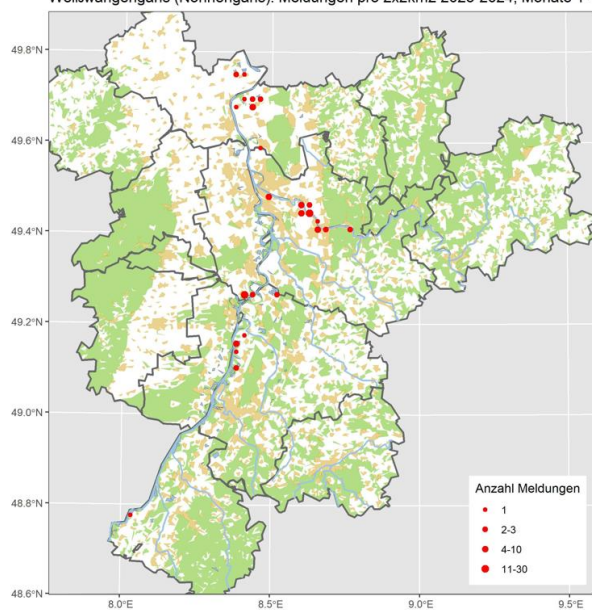 Weißwangengans (Nonnengans): Meldungen pro 2x2km2 2023-2024, Monate 1
49.8°N
49.6°N
49.4°N
49.2°N
49.0°N
48.8°N
48.6°N
Anzahl Meldungen
1
2-3
4-10
11-30
8.0°E
8.5°E
9.0°E
9.5°E